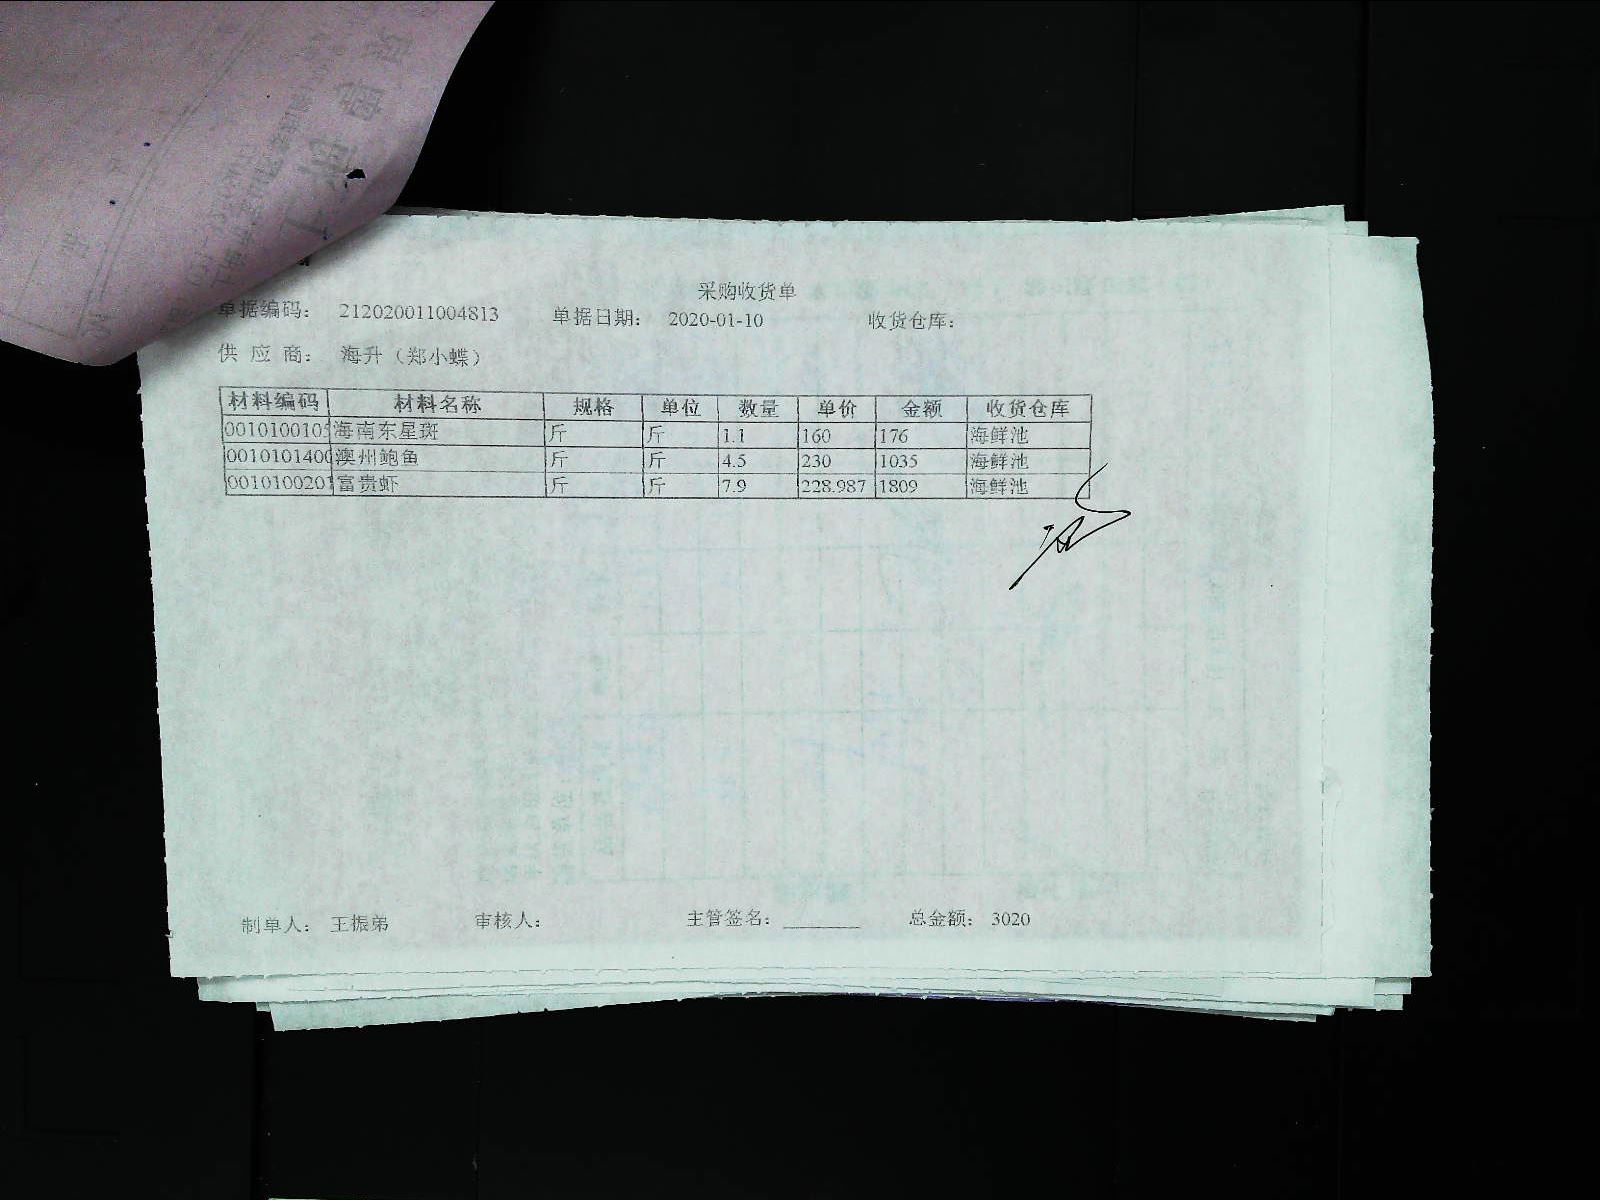 采购收货单
单据编码： 212020011004813 单据日期： 2020-01-10 收货仓库：
供 应 商： 海升（郑小蝶）
材料编码 材料名称 规格 单位 数量 单价 金额 收货仓库
0010100105 海南东星斑 斤 斤 1.1 160 176 海鲜池
0010101400 澳州鲍鱼 斤 斤 4.5 230 1035 海鲜池
0010100201 富贵虾 斤 斤 7.9 228.987 1809 海鲜池
制单人： 王振弟 审核人： 主管签名： ________ 总金额： 3020